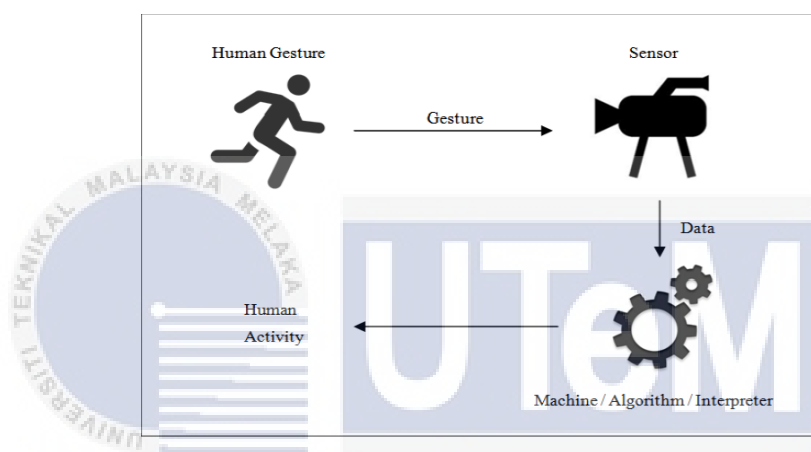 Human Gesture
Sensor
Gesture
Data
Human
Activity
Machine / Algorithm / Interpreter
UNIVERSITI TEKNIKAL MALAYSIA MELAKA
UTeM